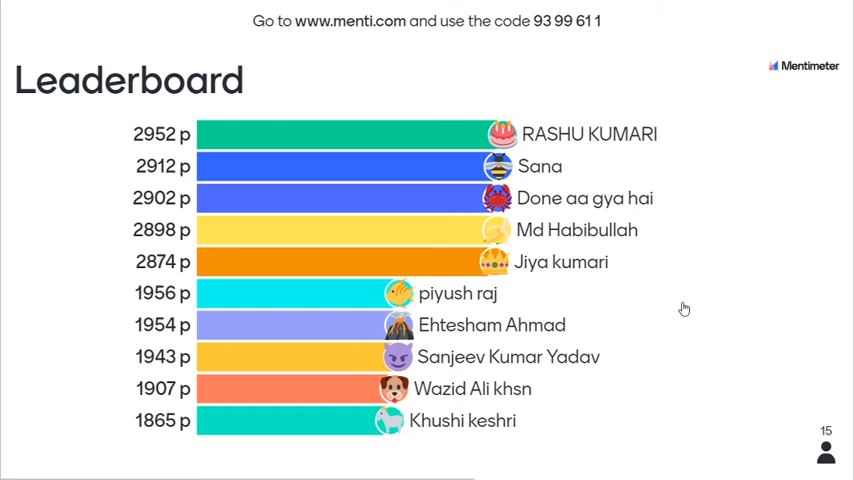 Go to www.menti.com and use the code 93 99 61 1
Mentimeter
Leaderboard
2952 p RASHU KUMARI
2912 p Sana
2902 p Done aa gya hai
2898 p Md Habibullah
2874 p Jiya kumari
1956 p piyush raj
1954 p Ehtesham Ahmad
1943 p Sanjeev Kumar Yadav
1907 p Wazid Ali khsn
1865 p Khushi keshri
15